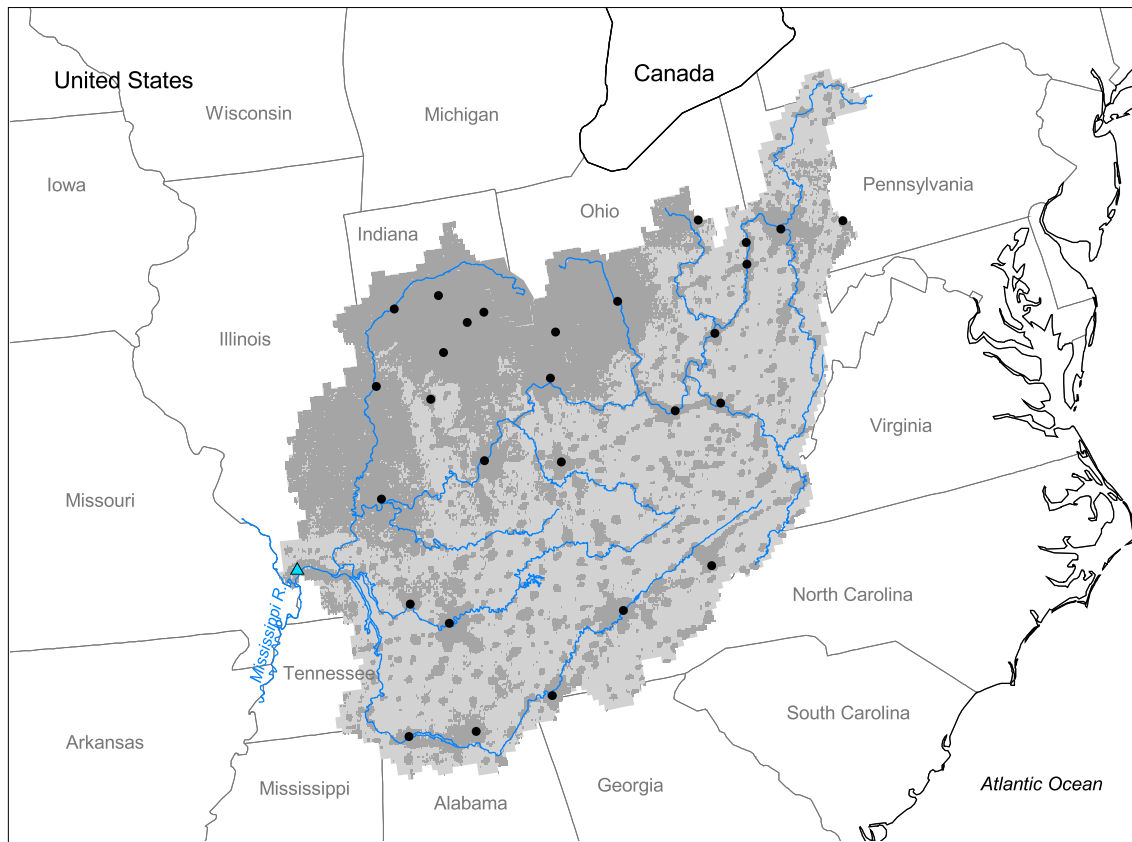 United States
Canada
Wisconsin
Michigan
Iowa
Pennsylvania
Ohio
Indiana
Illinois
Virginia
Missouri
North Carolina
Mississippi R.
Tennessee
South Carolina
Arkansas
Mississippi
Alabama
Georgia
Atlantic Ocean